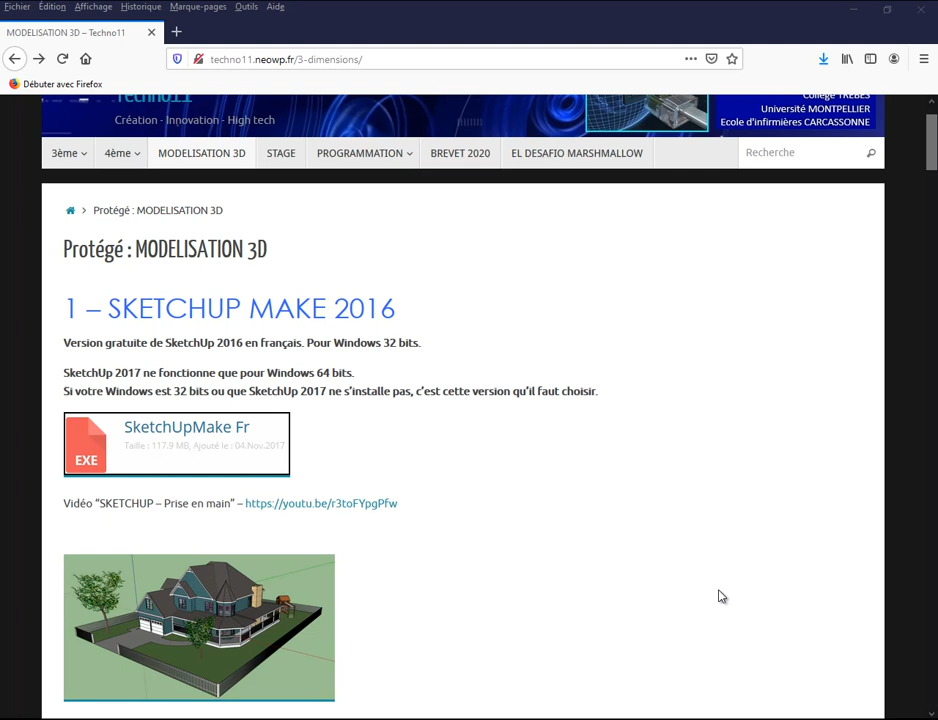 Fichier Édition Affichage Historique Marque-pages Outils Aide
MODELISATION 3D – Techno11
techno11.neowp.fr/3-dimensions/
Débuter avec Firefox
Techno11
Création - Innovation - High tech
Collège TREBES
Université MONTPELLIER
Ecole d'infirmières CARCASSONNE
3ème 4ème MODELISATION 3D STAGE PROGRAMMATION BREVET 2020 EL DESAFIO MARSHMALLOW Recherche
Protégé : MODELISATION 3D
Protégé : MODELISATION 3D
1 – SKETCHUP MAKE 2016
Version gratuite de SketchUp 2016 en français. Pour Windows 32 bits.
SketchUp 2017 ne fonctionne que pour Windows 64 bits.
Si votre Windows est 32 bits ou que SketchUp 2017 ne s’installe pas, c’est cette version qu’il faut choisir.
EXE
SketchUpMake Fr
Taille : 117.9 MB, Ajouté le : 04.Nov.2017
Vidéo “SKETCHUP – Prise en main” – https://youtu.be/r3toFYpgPfw